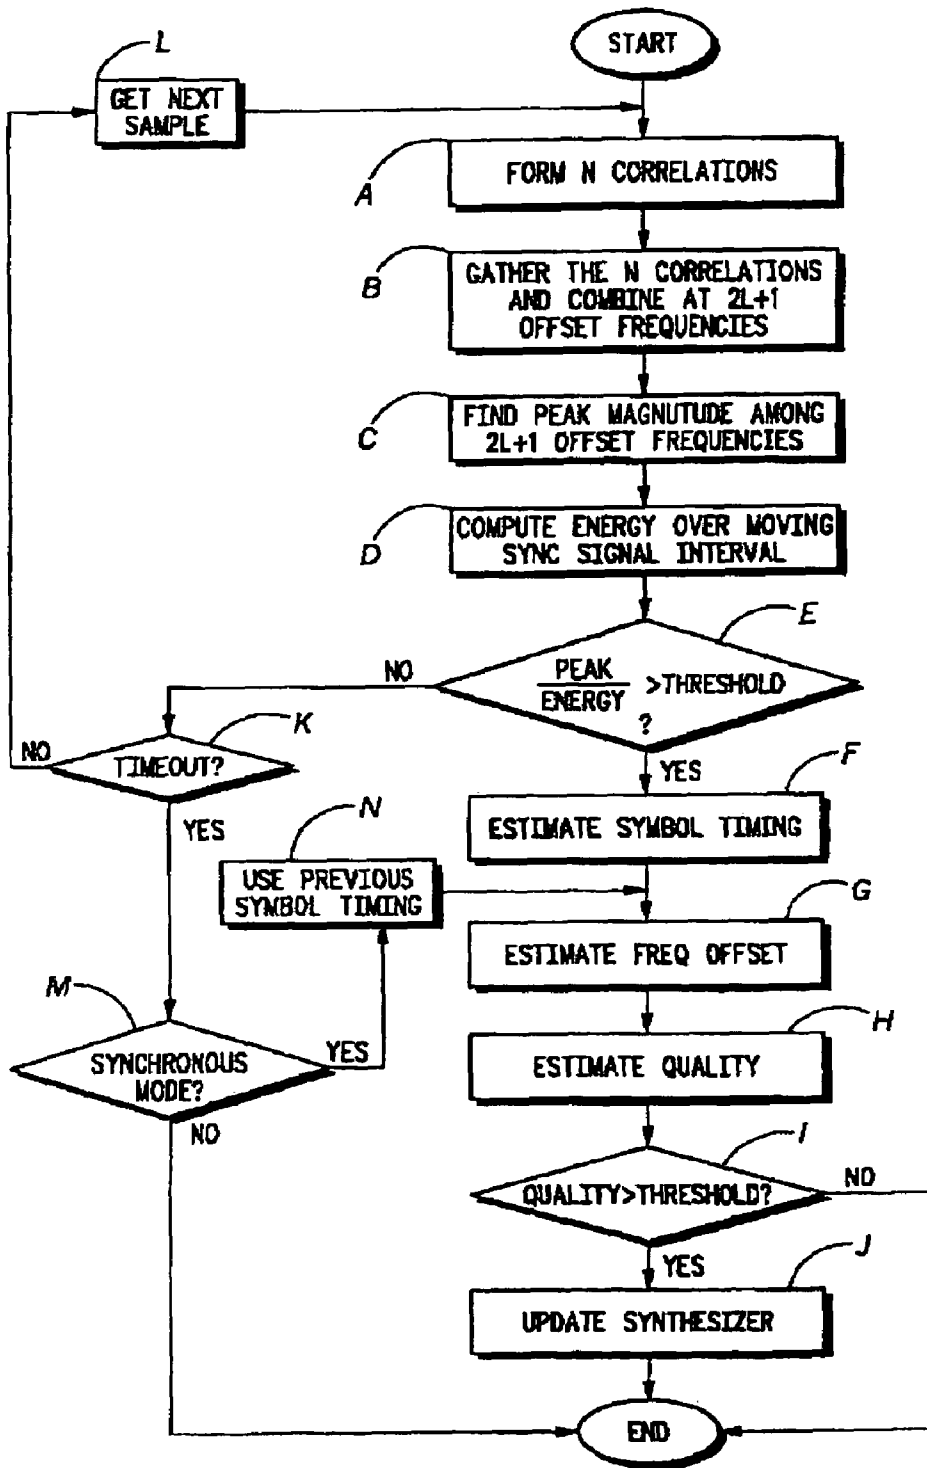 L
START
GET NEXT
SAMPLE
A
FORM N CORRELATIONS
B
GATHER THE N CORRELATIONS
AND COMBINE AT 2L+1
OFFSET FREQUENCIES
C
FIND PEAK MAGNUTUDE AMONG
2L+1 OFFSET FREQUENCIES
D
COMPUTE ENERGY OVER MOVING
SYNC SIGNAL INTERVAL
E
NO
PEAK
ENERGY
>THRESHOLD
?
K
NO
TIMEOUT?
YES
YES
F
ESTIMATE SYMBOL TIMING
N
USE PREVIOUS
SYMBOL TIMING
G
ESTIMATE FREQ OFFSET
M
SYNCHRONOUS
MODE?
YES
NO
H
ESTIMATE QUALITY
I
QUALITY>THRESHOLD?
NO
YES
J
UPDATE SYNTHESIZER
END